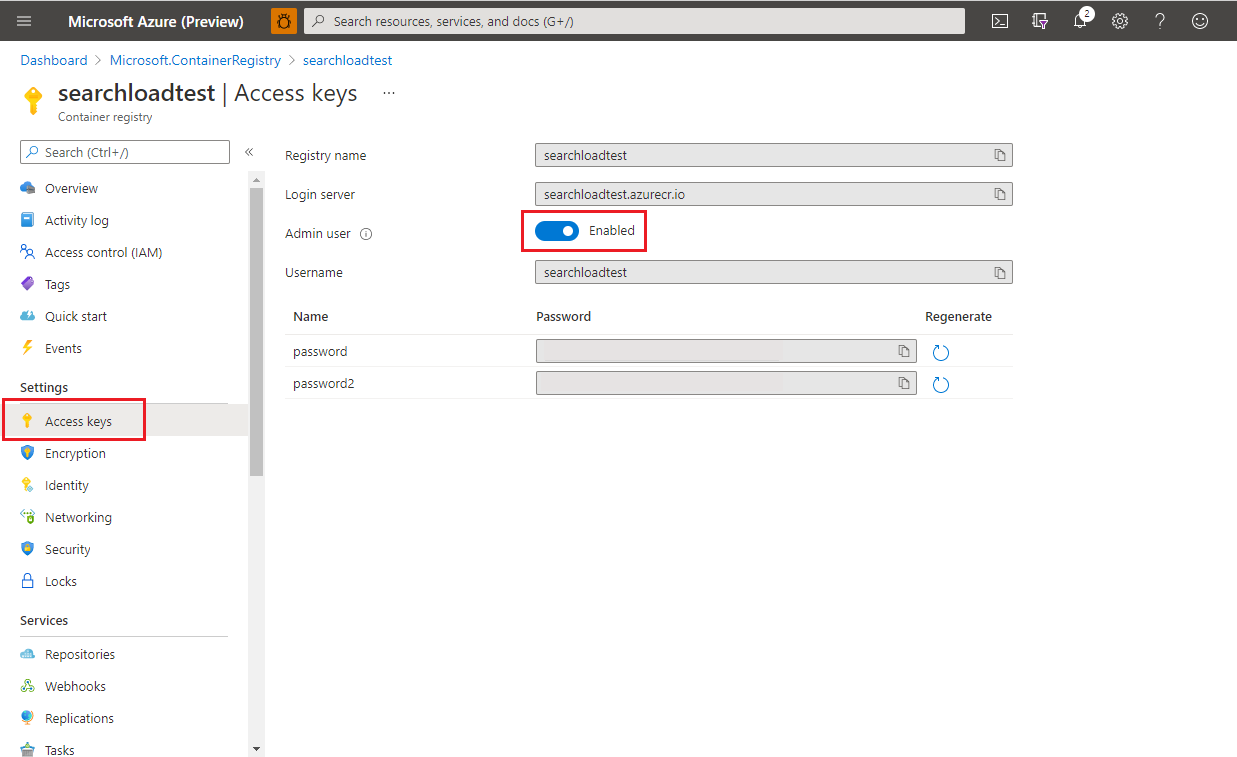 Microsoft Azure (Preview)
Search resources, services, and docs (G+/)
2
Dashboard > Microsoft.ContainerRegistry > searchloadtest
searchloadtest | Access keys ...
Container registry
Search (Ctrl+/)
«
Overview
Activity log
Access control (IAM)
Tags
Quick start
Events
Settings
Access keys
Encryption
Identity
Networking
Security
Locks
Services
Repositories
Webhooks
Replications
Tasks
Registry name
searchloadtest
Login server
searchloadtest.azurecr.io
Admin user
Enabled
Username
searchloadtest
Name Password Regenerate
password
password2